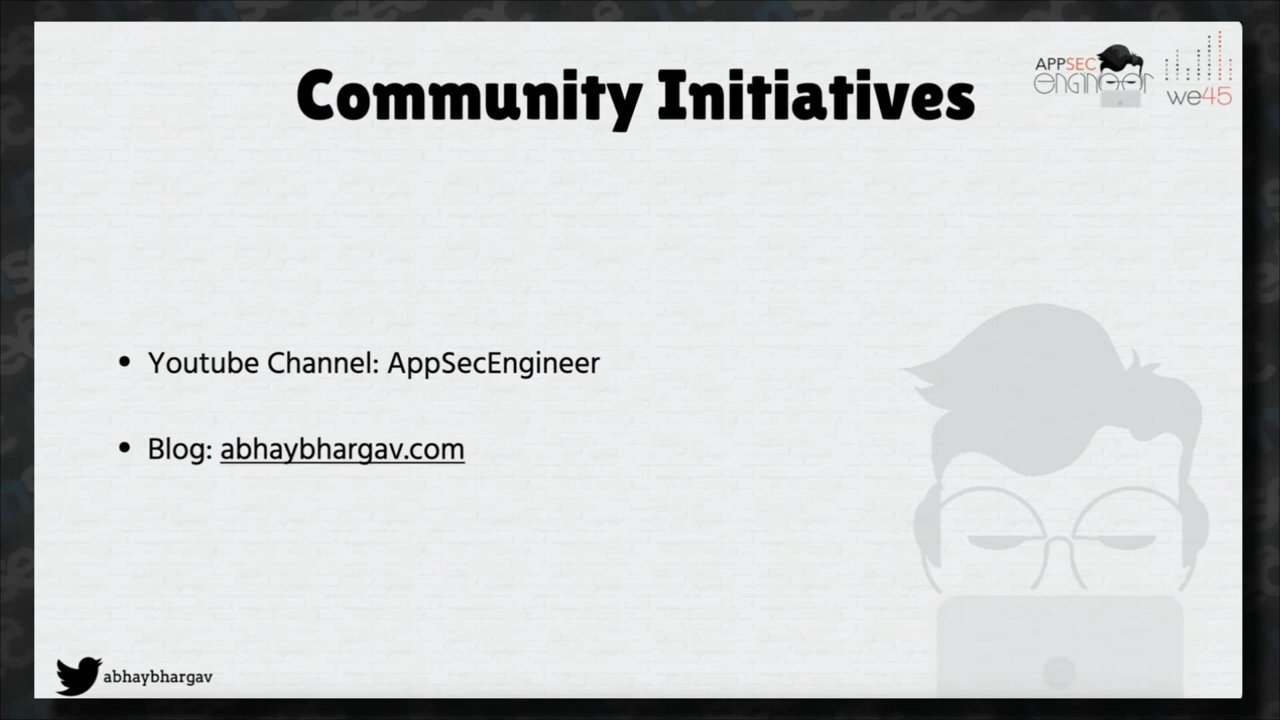 Community Initiatives
APPSEC
engineer
we45
• Youtube Channel: AppSecEngineer
• Blog: abhaybhargav.com
abhaybhargav